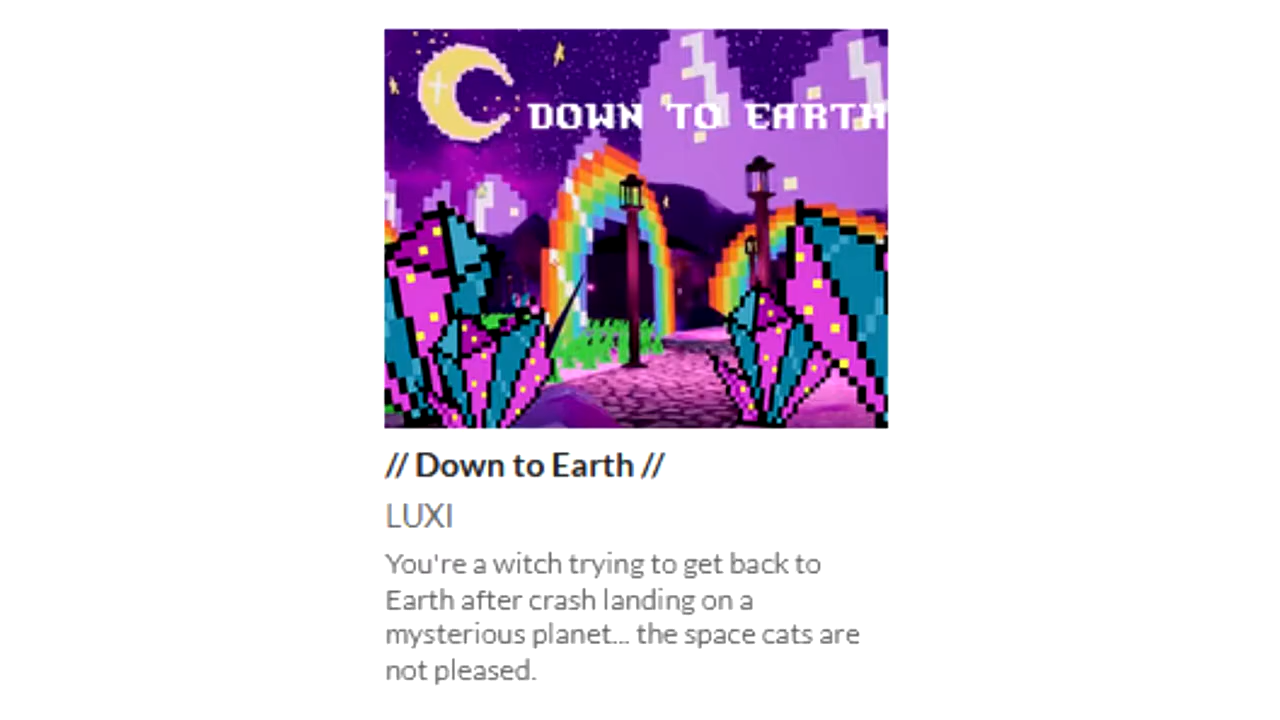 DOWN TO EARTH
// Down to Earth //
LUXI
You're a witch trying to get back to
Earth after crash landing on a
mysterious planet... the space cats are
not pleased.